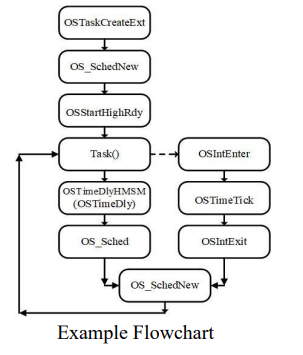 OSTaskCreateExt
OS_SchedNew
OSStartHighRdy
Task()
OSIntEnter
OSTimeDlyHMSM
(OSTimeDly)
OSTimeTick
OS_Sched
OSIntExit
OS_SchedNew
Example Flowchart